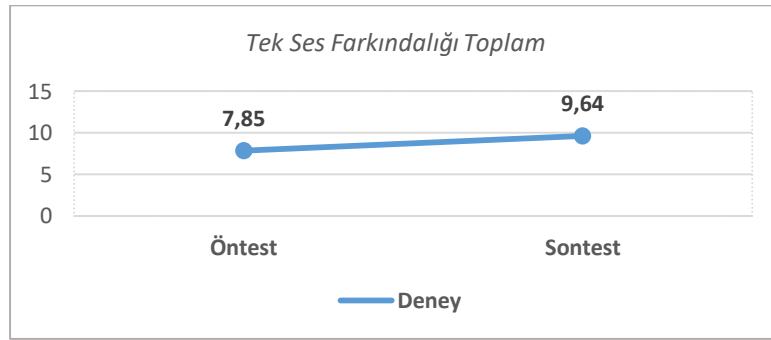 Tek Ses Farkındalığı Toplam
15
10
5
0
7,85
9,64
Öntest
Sontest
Deney